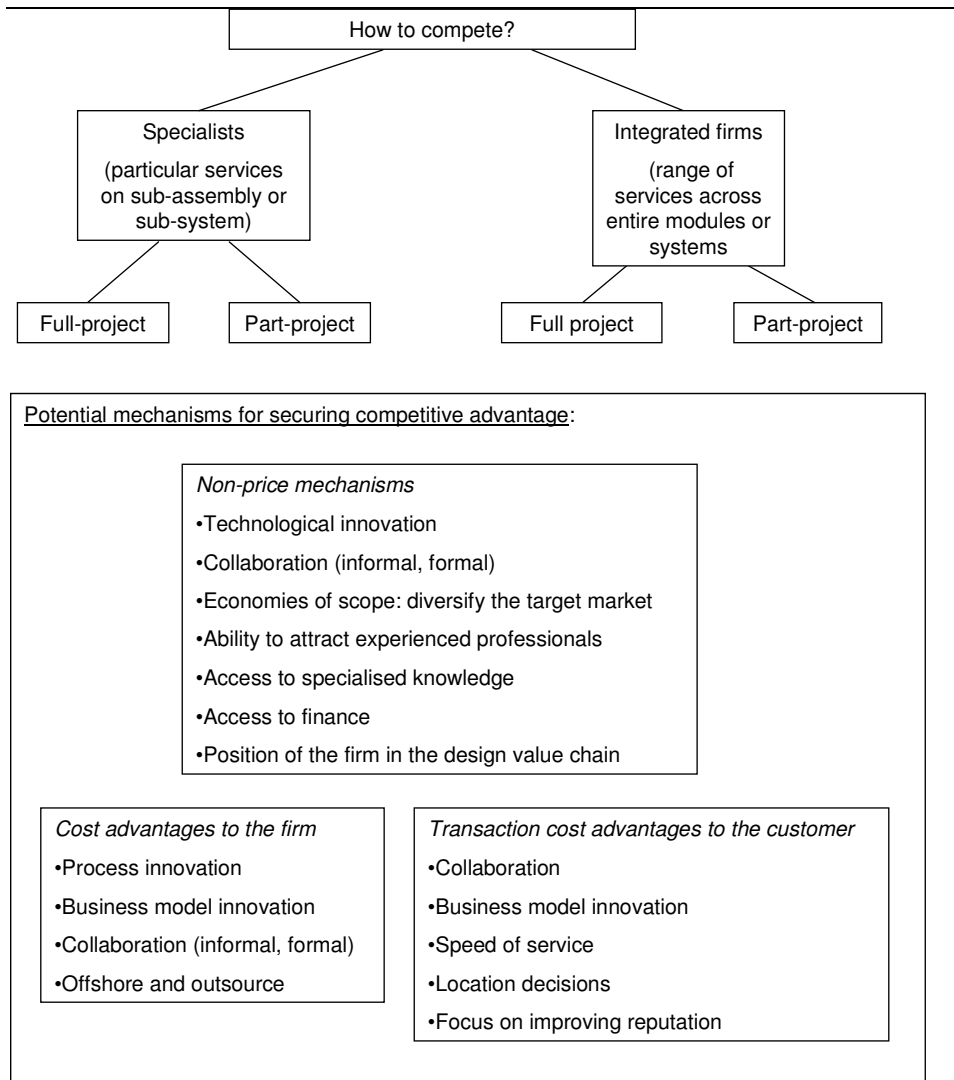 How to compete?
Specialists
(particular services
on sub-assembly or
sub-system)
Integrated firms
(range of
services across
entire modules or
systems
Full-project
Part-project
Full project
Part-project
Potential mechanisms for securing competitive advantage:
Non-price mechanisms
•Technological innovation
•Collaboration (informal, formal)
•Economies of scope: diversify the target market
•Ability to attract experienced professionals
•Access to specialised knowledge
•Access to finance
•Position of the firm in the design value chain
Cost advantages to the firm
•Process innovation
•Business model innovation
•Collaboration (informal, formal)
•Offshore and outsource
Transaction cost advantages to the customer
•Collaboration
•Business model innovation
•Speed of service
•Location decisions
•Focus on improving reputation